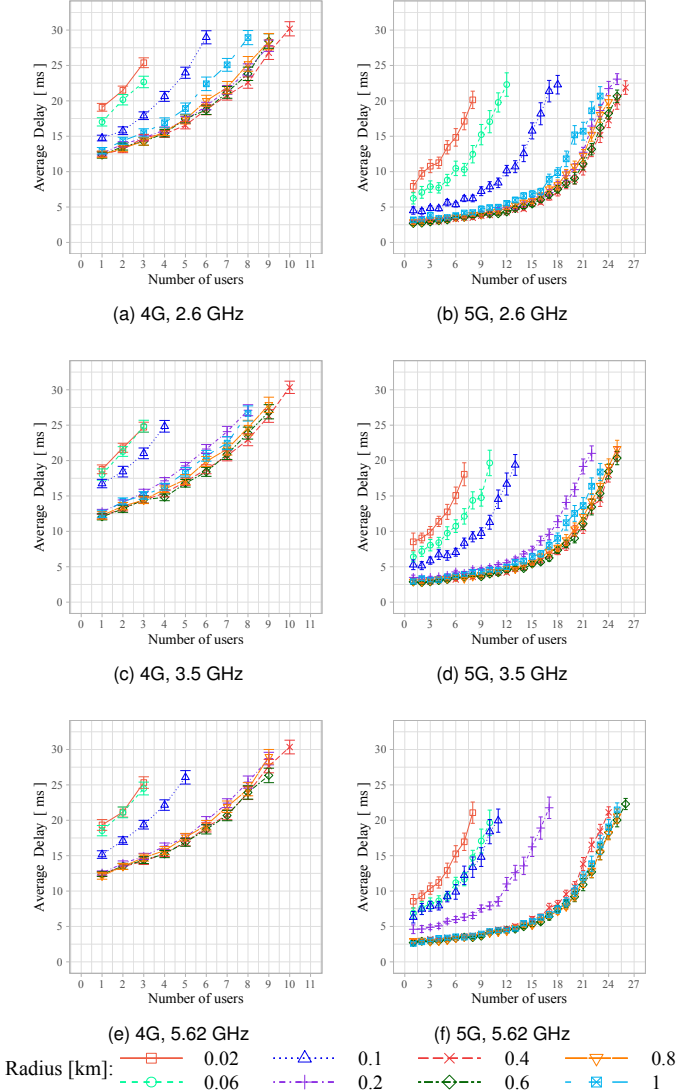 30
25
20
15
10
5
0
Average Delay [ ms ]
0 1 2 3 4 5 6 7 8 9 10 11
Number of users
(a) 4G, 2.6 GHz
30
25
20
15
10
5
0
Average Delay [ ms ]
0 3 6 9 12 15 18 21 24 27
Number of users
(b) 5G, 2.6 GHz
30
25
20
15
10
5
0
Average Delay [ ms ]
0 1 2 3 4 5 6 7 8 9 10 11
Number of users
(c) 4G, 3.5 GHz
30
25
20
15
10
5
0
Average Delay [ ms ]
0 3 6 9 12 15 18 21 24 27
Number of users
(d) 5G, 3.5 GHz
30
25
20
15
10
5
0
Average Delay [ ms ]
0 1 2 3 4 5 6 7 8 9 10 11
Number of users
(e) 4G, 5.62 GHz
30
25
20
15
10
5
0
Average Delay [ ms ]
0 3 6 9 12 15 18 21 24 27
Number of users
(f) 5G, 5.62 GHz
Radius [km]:
0.02 0.1 0.4 0.8
0.06 0.2 0.6 1